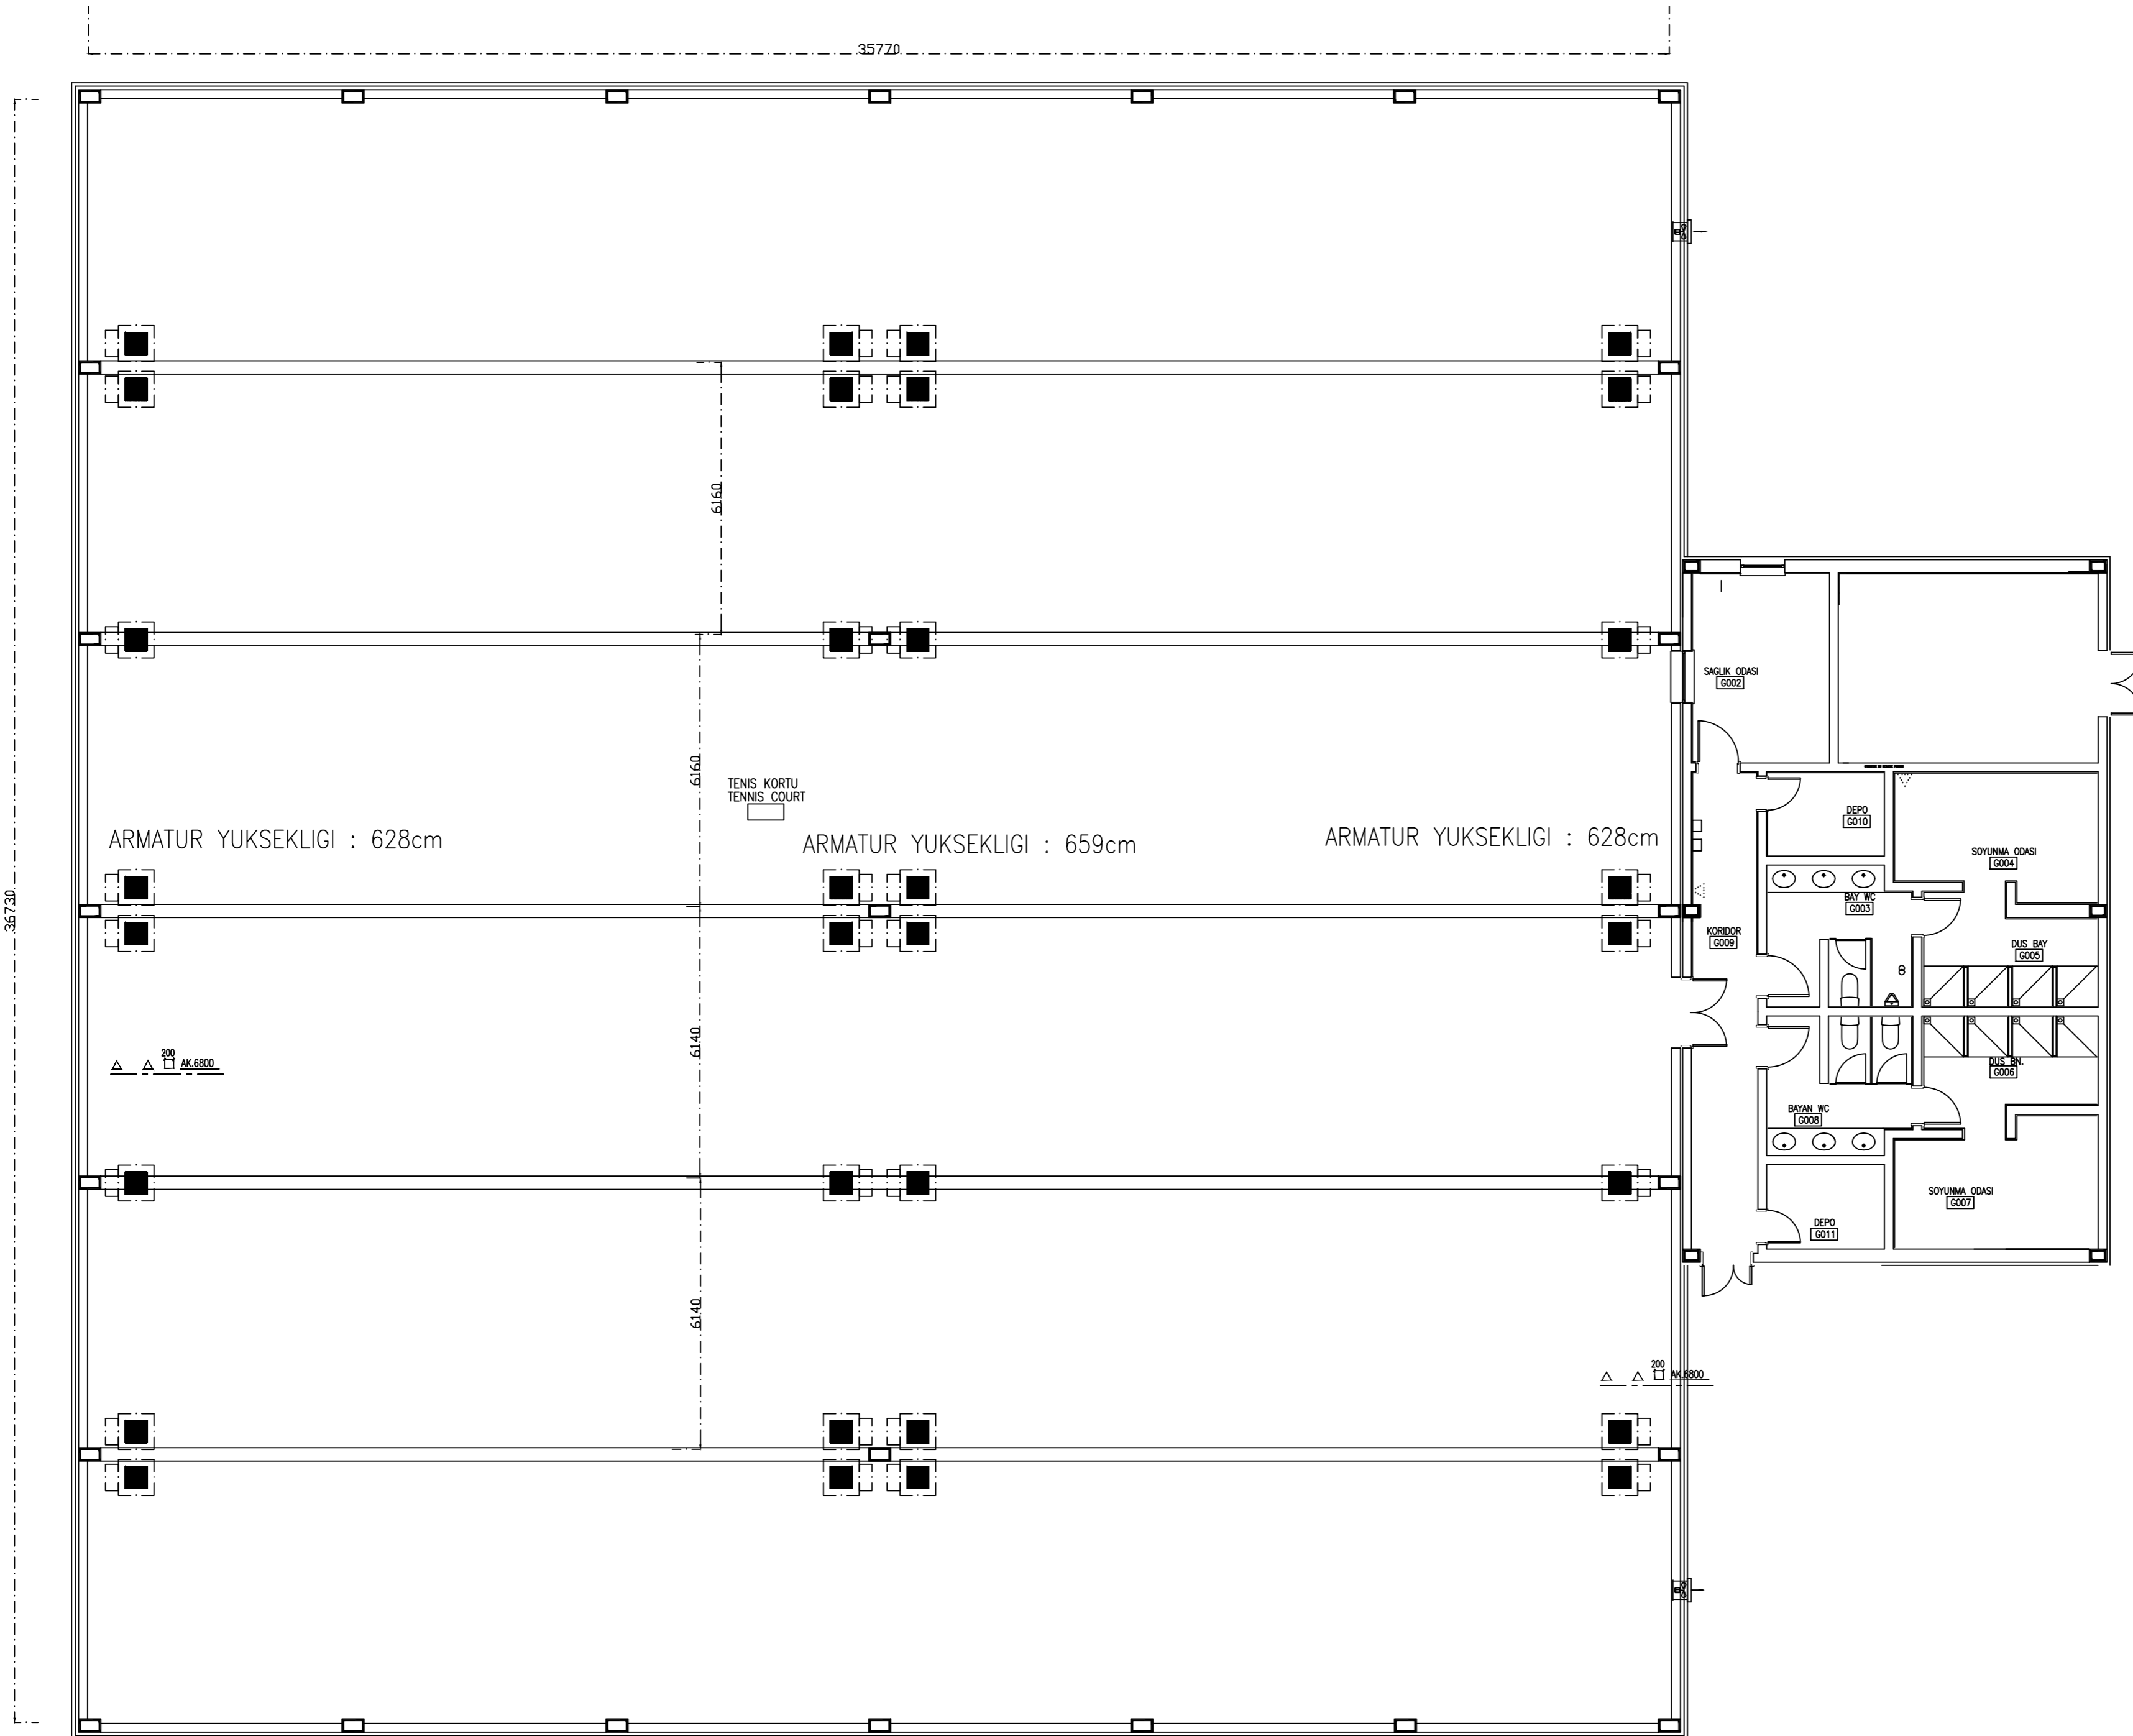 35770
36730
6160
SAGLIK ODASI
G002
6160
TENIS KORTU
TENNIS COURT
ARMATUR YUKSEKLIGI : 628cm
ARMATUR YUKSEKLIGI : 659cm
ARMATUR YUKSEKLIGI : 628cm
DEPO
G010
SOYUNMA ODASI
G004
BAY WC
G003
KORIDOR
G009
DUS BAY
G005
6140
200
AK.6800
DUS BN.
G006
BAYAN WC
G008
SOYUNMA ODASI
G007
DEPO
G011
6140
200
AK.6800